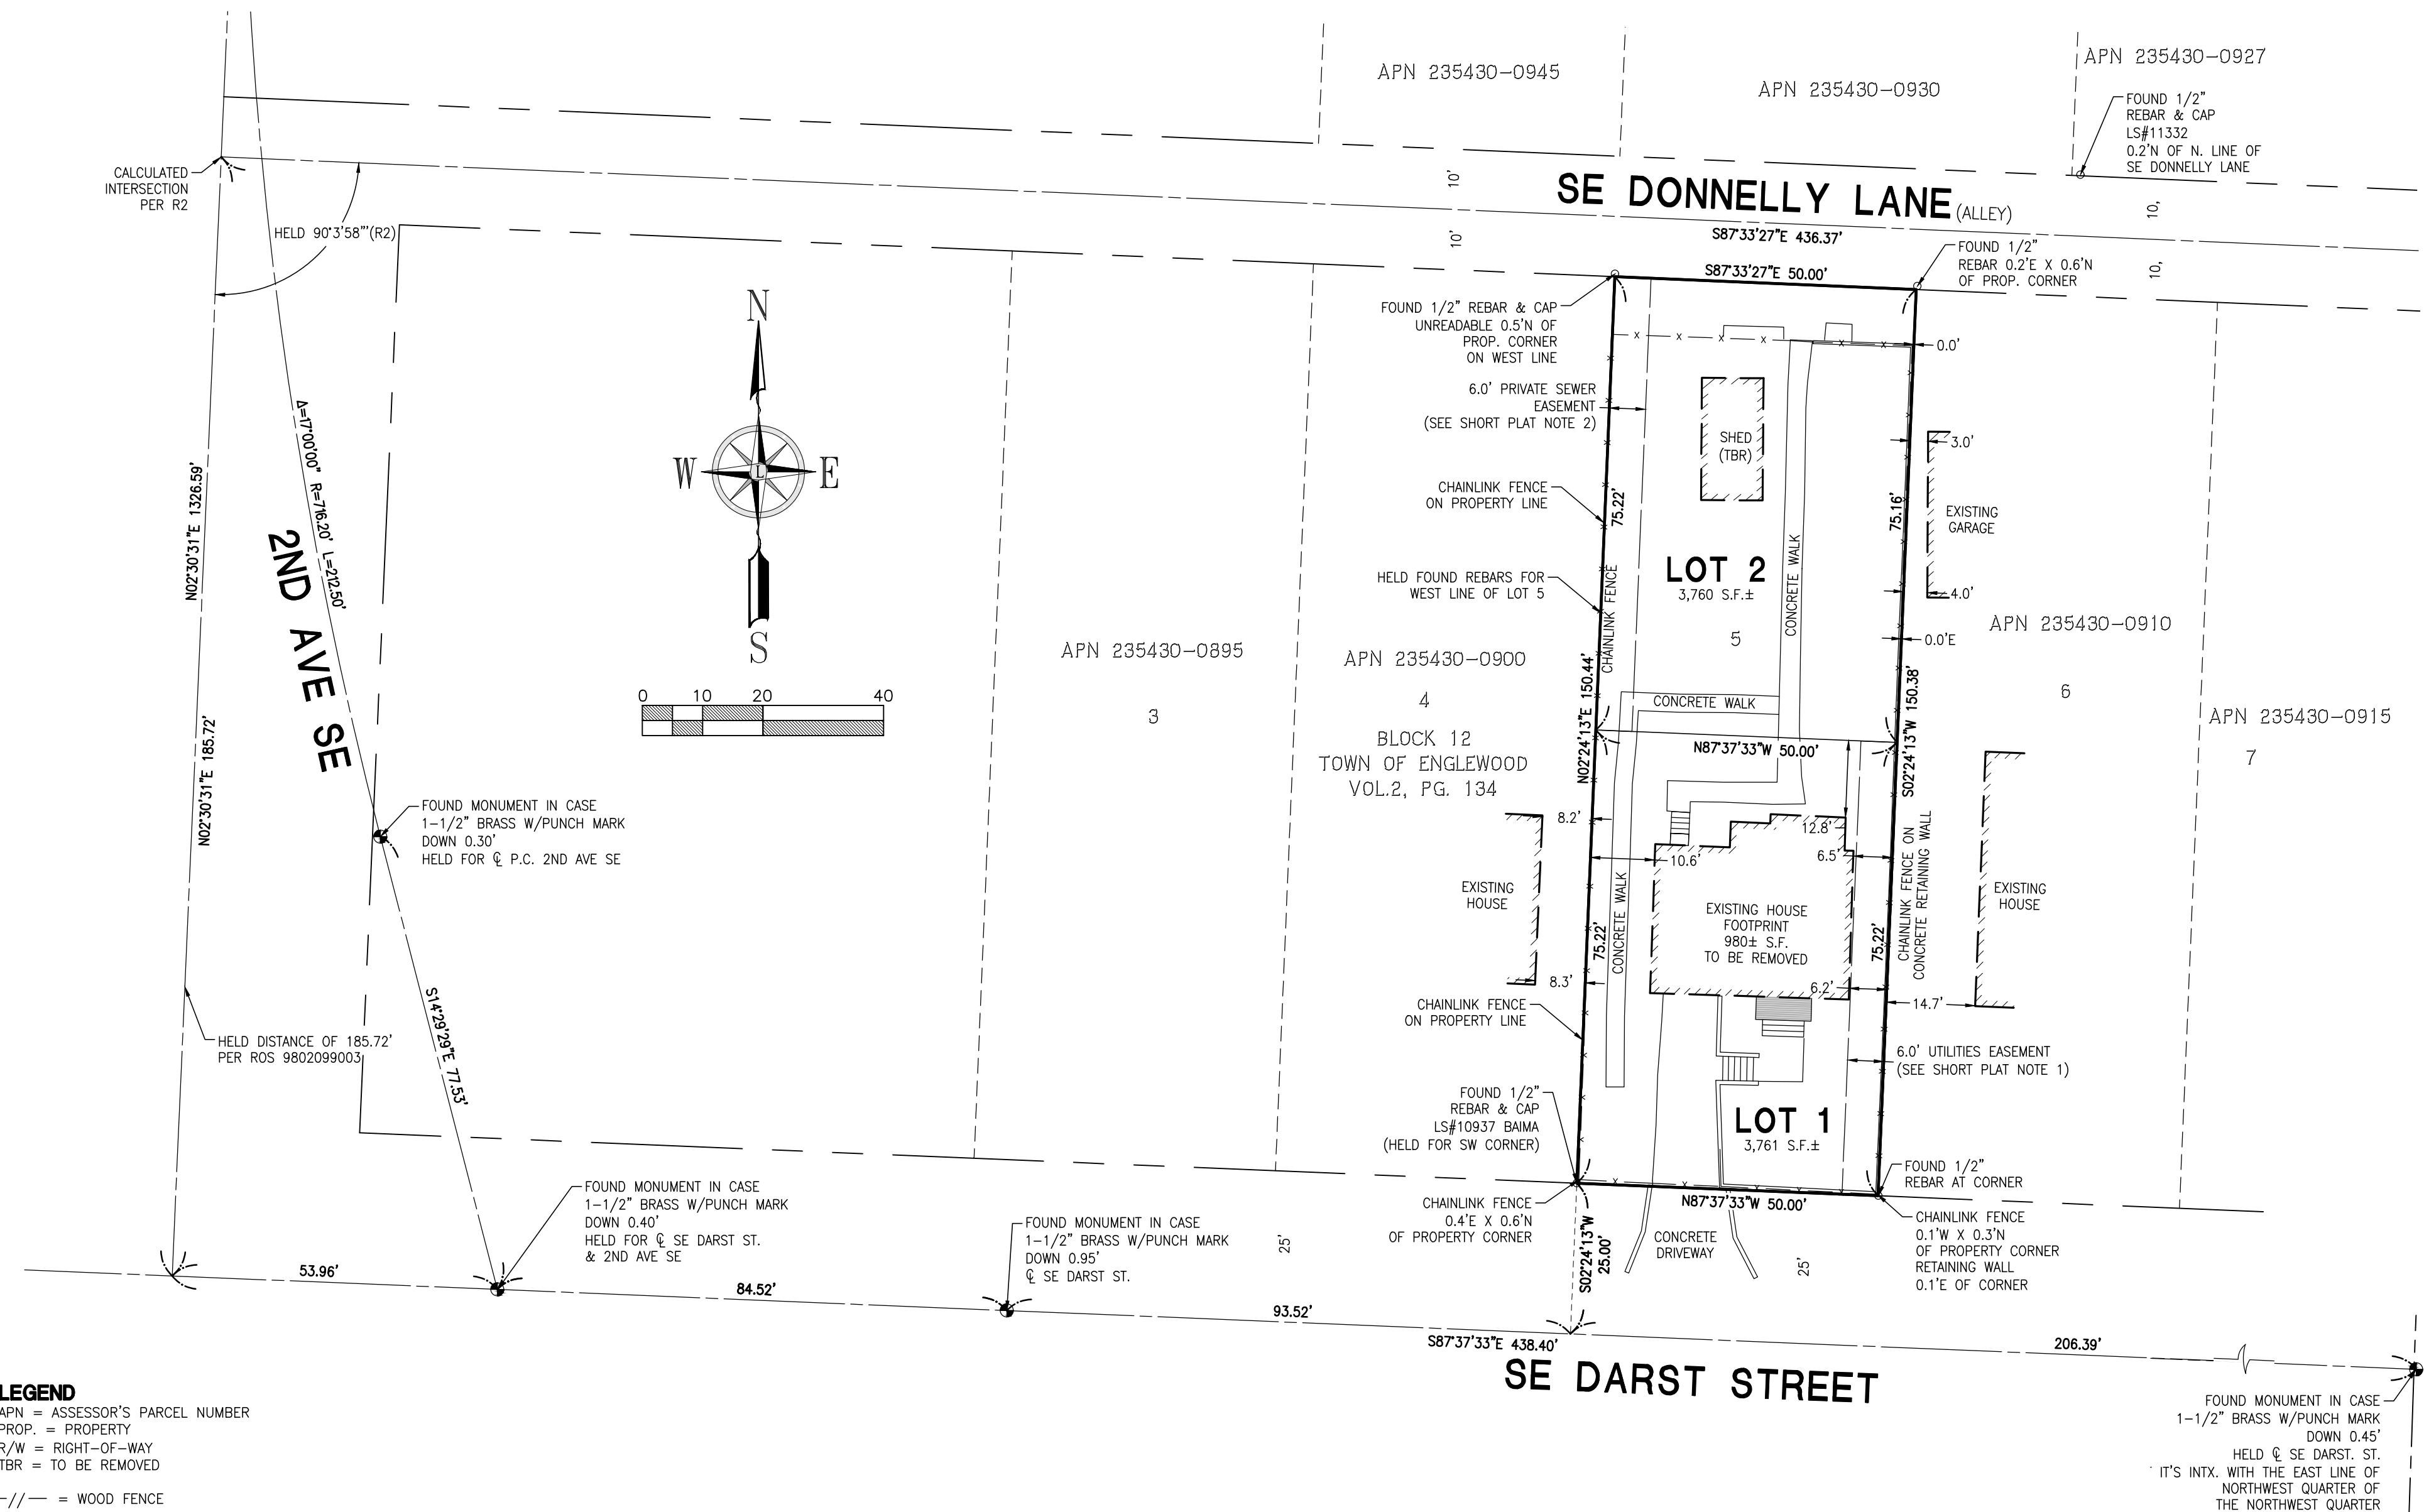 APN 235430-0945
APN 235430-0930
APN 235430-0927
FOUND 1/2"
REBAR & CAP
LS#11332
0.2'N OF N. LINE OF
SE DONNELLY LANE
CALCULATED
INTERSECTION
PER R2
HELD 90°3'58"'(R2)
10'
10'
10'
10'
SE DONNELLY LANE (ALLEY)
S87°33'27"E 436.37'
S87°33'27"E 50.00'
FOUND 1/2"
REBAR 0.2'E X 0.6'N
OF PROP. CORNER
FOUND 1/2" REBAR & CAP
UNREADABLE 0.5'N OF
PROP. CORNER
ON WEST LINE
0.0'
6.0' PRIVATE SEWER
EASEMENT
(SEE SHORT PLAT NOTE 2)
N
W
L
E
S
0
10
20
40
SHED
(TBR)
3.0'
EXISTING
GARAGE
4.0'
CHAINLINK FENCE
ON PROPERTY LINE
75.22'
75.16'
LOT 2
3,760 S.F.±
5
CONCRETE WALK
HELD FOUND REBARS FOR
WEST LINE OF LOT 5
CHAINLINK FENCE
0.0'E
N02°30'31"E 1326.59'
Δ=17°00'00" R=716.20' L=212.50'
2ND AVE SE
N02°30'31"E 185.72'
APN 235430-0895
3
APN 235430-0900
4
BLOCK 12
TOWN OF ENGLEWOOD
VOL.2, PG. 134
APN 235430-0910
6
APN 235430-0915
7
N02°24'13"E 150.44'
S02°24'13"W 150.38'
CONCRETE WALK
N87°37'33"W 50.00'
FOUND MONUMENT IN CASE
1-1/2" BRASS W/PUNCH MARK
DOWN 0.30'
HELD FOR ℄ P.C. 2ND AVE SE
8.2'
10.6'
12.8'
6.5'
EXISTING
HOUSE
CONCRETE WALK
75.22'
EXISTING HOUSE
FOOTPRINT
980± S.F.
TO BE REMOVED
75.22'
CHAINLINK FENCE ON
CONCRETE RETAINING WALL
EXISTING
HOUSE
8.3'
6.2'
14.7'
CHAINLINK FENCE
ON PROPERTY LINE
HELD DISTANCE OF 185.72'
PER ROS 9802099003
S14°29'29"E 77.53'
6.0' UTILITIES EASEMENT
(SEE SHORT PLAT NOTE 1)
FOUND 1/2"
REBAR & CAP
LS#10937 BAIMA
(HELD FOR SW CORNER)
LOT 1
3,761 S.F.±
FOUND 1/2"
REBAR AT CORNER
N87°37'33"W 50.00'
CHAINLINK FENCE
0.4'E X 0.6'N
OF PROPERTY CORNER
CHAINLINK FENCE
0.1'W X 0.3'N
OF PROPERTY CORNER
RETAINING WALL
0.1'E OF CORNER
CONCRETE
DRIVEWAY
25'
25'
S02°24'13"W
25.00'
FOUND MONUMENT IN CASE
1-1/2" BRASS W/PUNCH MARK
DOWN 0.40'
HELD FOR ℄ SE DARST ST.
& 2ND AVE SE
FOUND MONUMENT IN CASE
1-1/2" BRASS W/PUNCH MARK
DOWN 0.95'
℄ SE DARST ST.
53.96'
84.52'
93.52'
S87°37'33"E 438.40'
206.39'
SE DARST STREET
FOUND MONUMENT IN CASE
1-1/2" BRASS W/PUNCH MARK
DOWN 0.45'
HELD ℄ SE DARST. ST.
IT'S INTX. WITH THE EAST LINE OF
NORTHWEST QUARTER OF
THE NORTHWEST QUARTER
LEGEND
APN = ASSESSOR'S PARCEL NUMBER
PROP. = PROPERTY
R/W = RIGHT-OF-WAY
TBR = TO BE REMOVED
—//— = WOOD FENCE